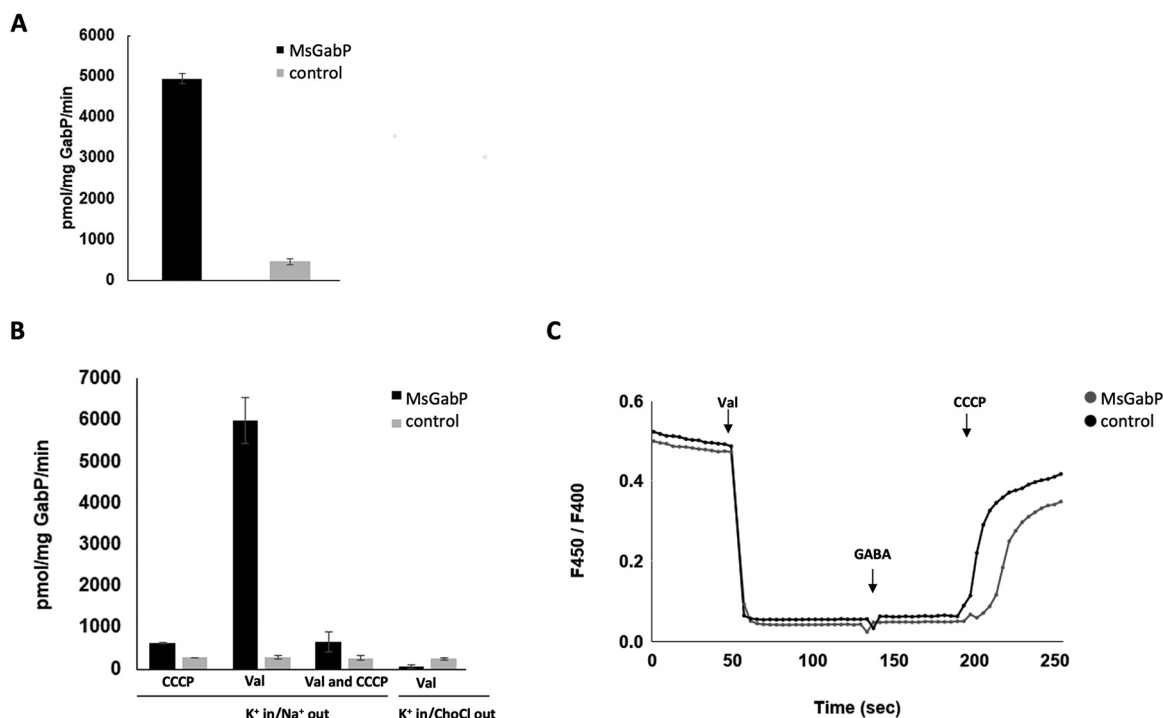 A
pmol/mg GabP/min
6000
5000
4000
3000
2000
1000
0
MsGabP
control
B
pmol/mg GabP/min
7000
6000
5000
4000
3000
2000
1000
0
MsGabP
control
CCCP Val Val and CCCP Val
K⁺ in/Na⁺ out K⁺ in/ChoCl out
C
F450 / F400
0.6
0.4
0.2
0.0
Val
GABA
CCCP
MsGabP
control
0 50 100 150 200 250
Time (sec)